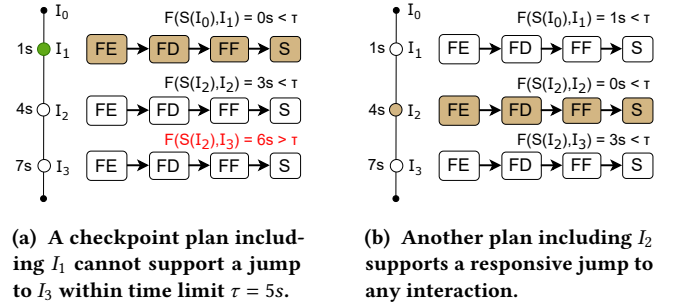 I₀
F(S(I₀),I₁) = 0s < τ
1s I₁ FE FD FF S
F(S(I₂),I₂) = 3s < τ
4s I₂ FE FD FF S
F(S(I₂),I₃) = 6s > τ
7s I₃ FE FD FF S
(a) A checkpoint plan includ-
ing I₁ cannot support a jump
to I₃ within time limit τ = 5s.
I₀
F(S(I₀),I₁) = 1s < τ
1s I₁ FE FD FF S
F(S(I₂),I₂) = 0s < τ
4s I₂ FE FD FF S
F(S(I₂),I₃) = 3s < τ
7s I₃ FE FD FF S
(b) Another plan including I₂
supports a responsive jump to
any interaction.